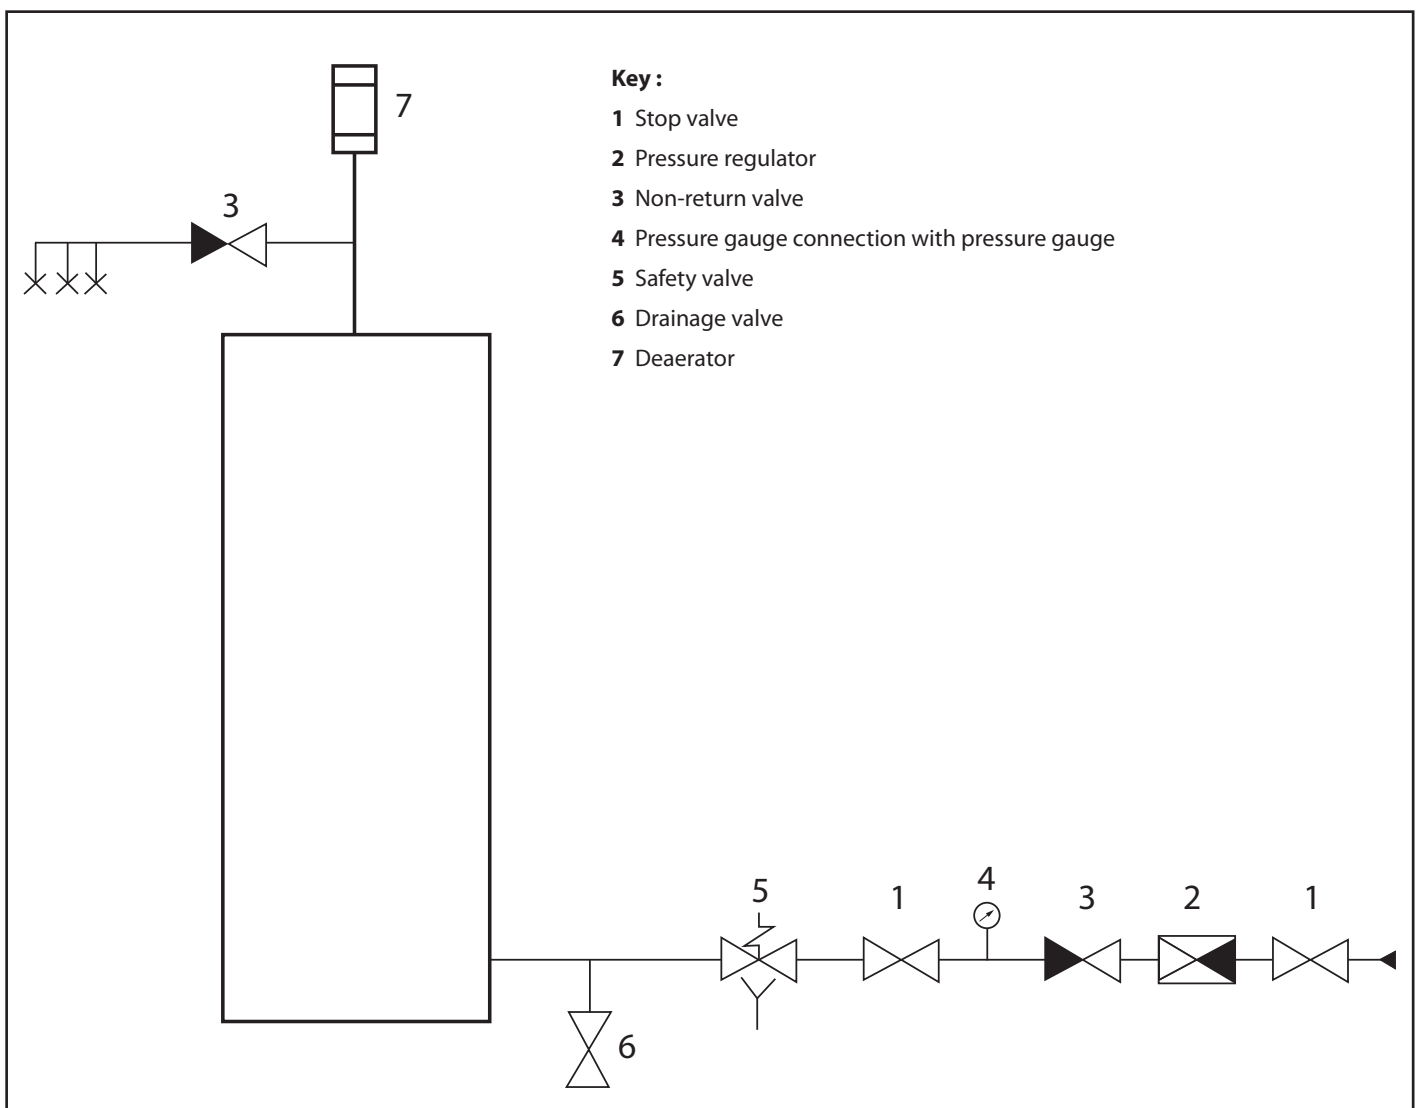 7
Key :
1 Stop valve
2 Pressure regulator
3 Non-return valve
4 Pressure gauge connection with pressure gauge
5 Safety valve
6 Drainage valve
7 Deaerator
3
5 1 4 3 2 1
6